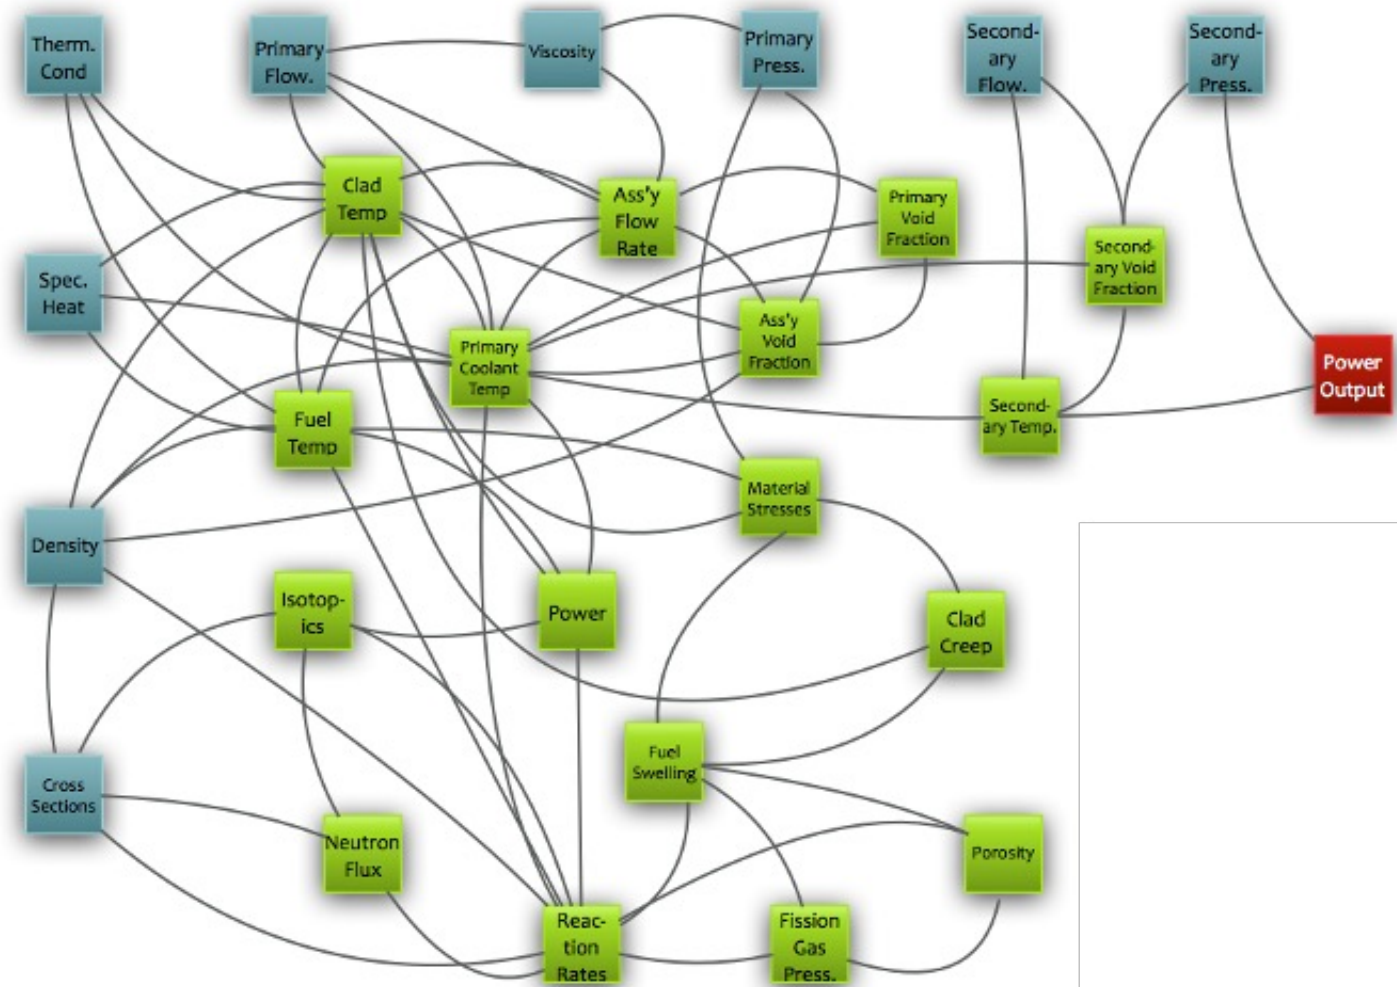 Therm.
Cond
Primary
Flow.
Viscosity
Primary
Press.
Second-
ary
Flow.
Second-
ary
Press.
Clad
Temp
Ass'y
Flow
Rate
Primary
Void
Fraction
Second-
ary Void
Fraction
Spec.
Heat
Primary
Coolant
Temp
Ass'y
Void
Fraction
Power
Output
Fuel
Temp
Second-
ary Temp.
Material
Stresses
Density
Isotop-
ics
Power
Clad
Creep
Fuel
Swelling
Cross
Sections
Neutron
Flux
Porosity
Reac-
tion
Rates
Fission
Gas
Press.